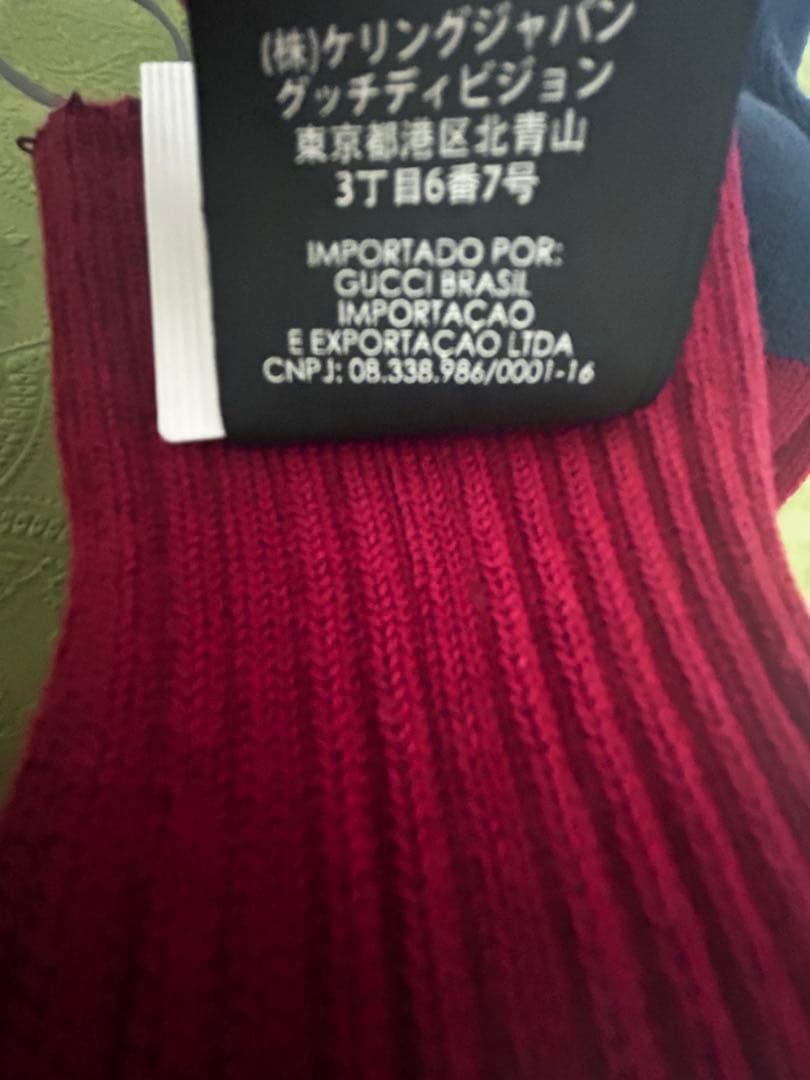 (株)ケリングジャパン
グッチディビジョン
東京都港区北青山
3丁目6番7号
IMPORTADO POR:
GUCCI BRASIL
IMPORTAÇAO
E EXPORTAÇAO LTDA
CNPJ: 08.338.986/0001-16